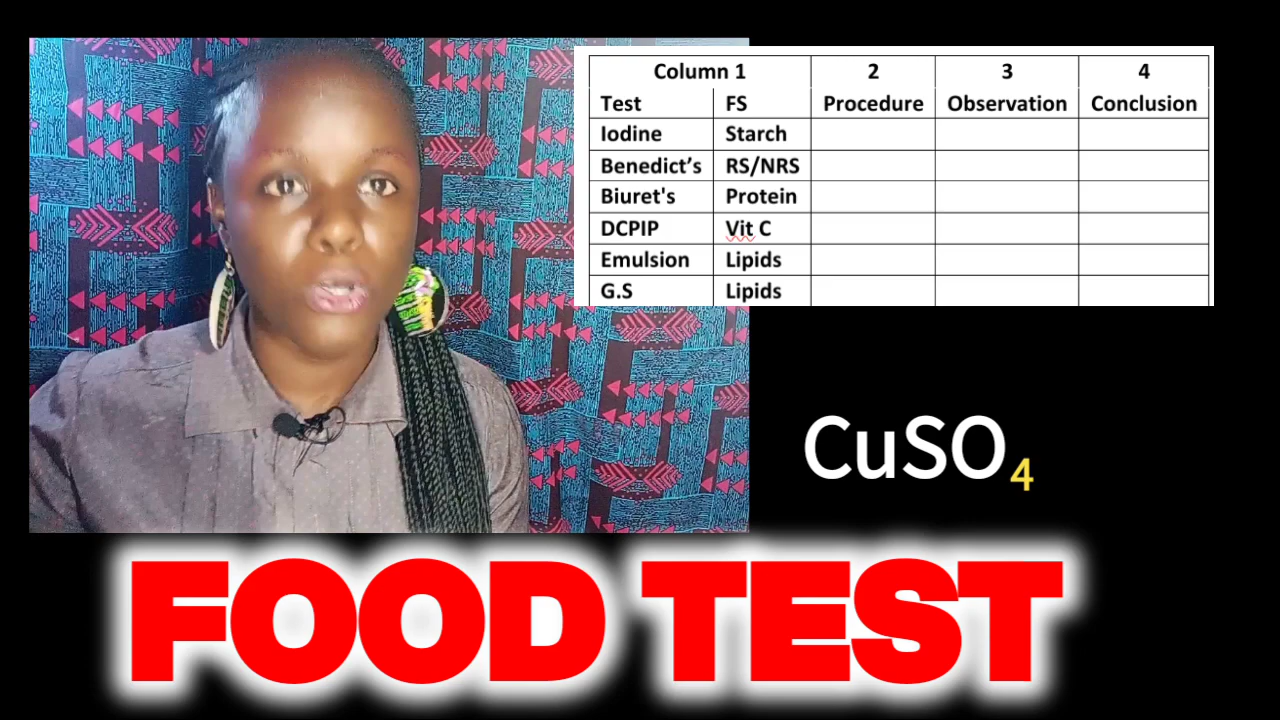 Column 1 2 3 4
Test FS Procedure Observation Conclusion
Iodine Starch
Benedict’s RS/NRS
Biuret's Protein
DCPIP Vit C
Emulsion Lipids
G.S Lipids
CuSO₄
FOOD TEST